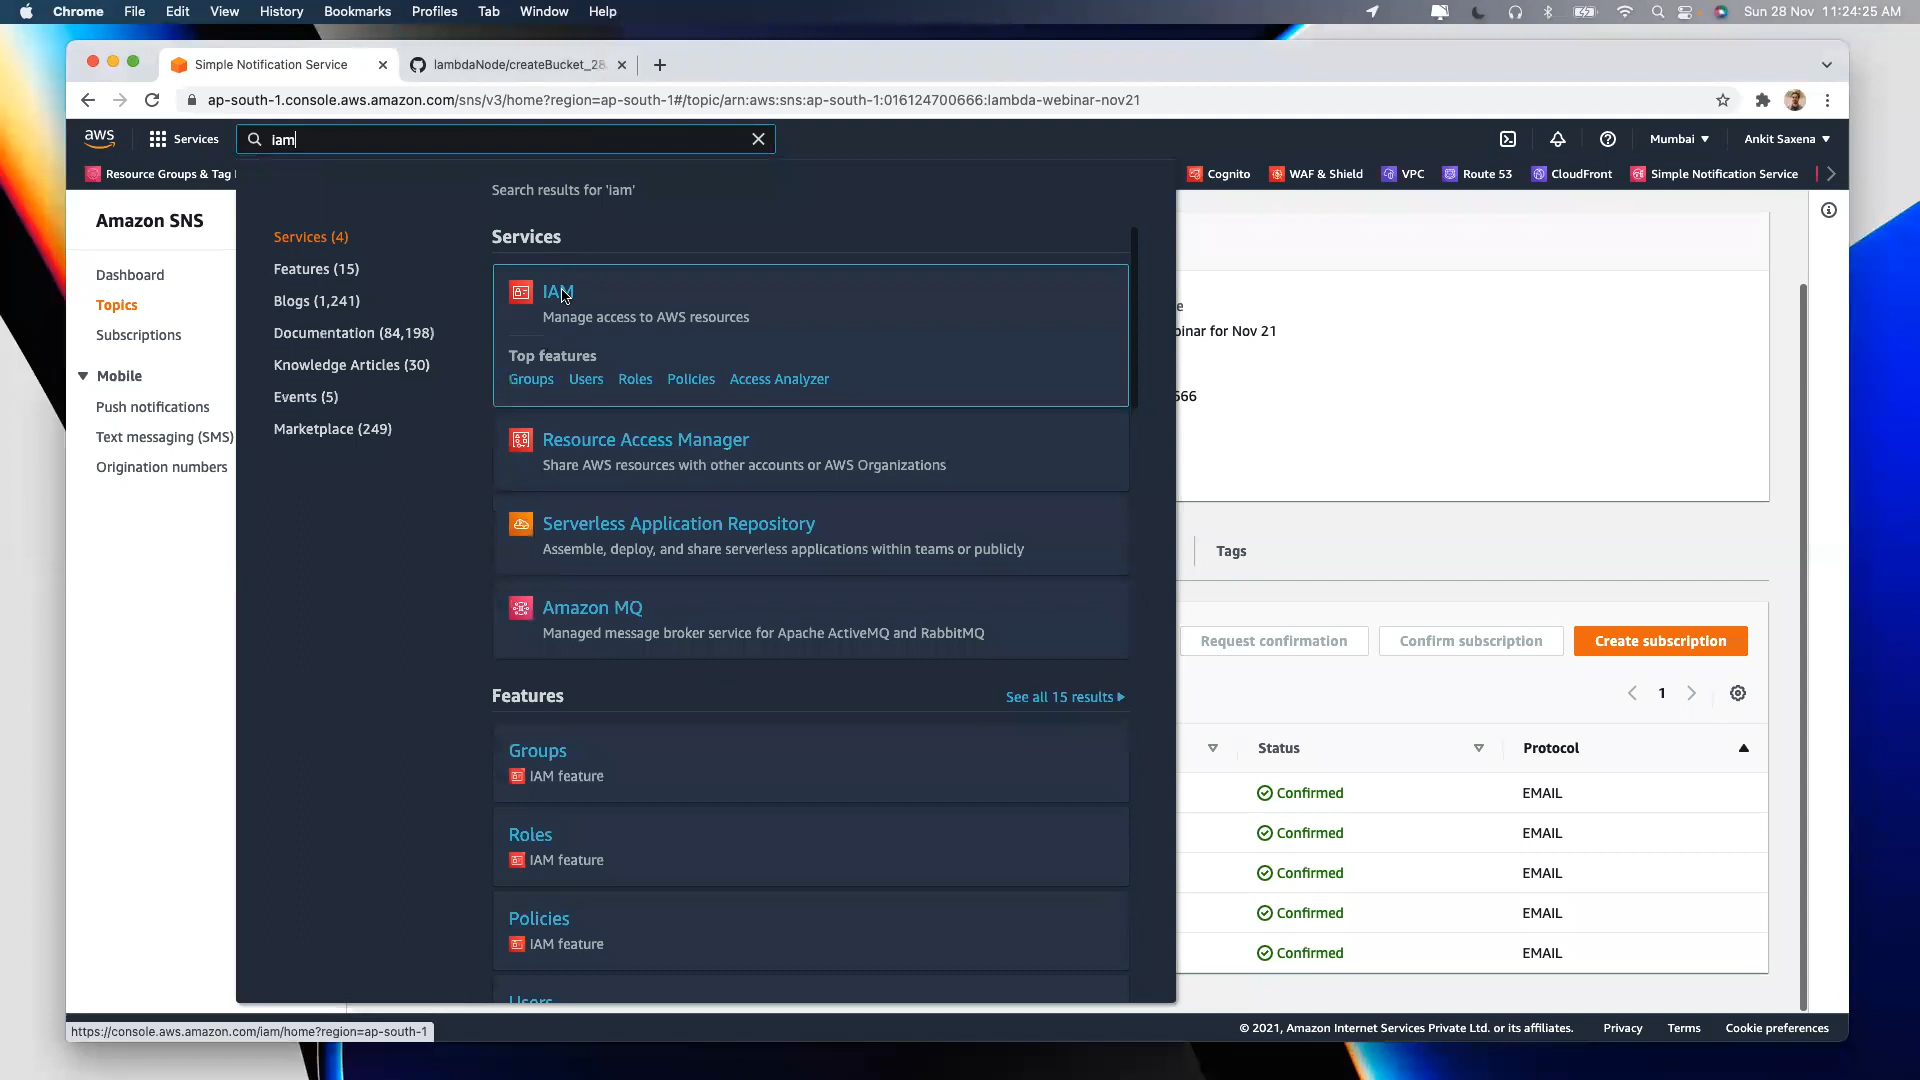 Chrome File Edit View History Bookmarks Profiles Tab Window Help Sun 28 Nov 11:24:25 AM
Simple Notification Service lambdaNode/createBucket_28
ap-south-1.console.aws.amazon.com/sns/v3/home?region=ap-south-1#/topic/arn:aws:sns:ap-south-1:016124700666:lambda-webinar-nov21
aws Services iam Mumbai Ankit Saxena
Resource Groups & Tag Cognito WAF & Shield VPC Route 53 CloudFront Simple Notification Service
Amazon SNS
Dashboard
Topics
Subscriptions
Mobile
Push notifications
Text messaging (SMS)
Origination numbers
Services (4)
Features (15)
Blogs (1,241)
Documentation (84,198)
Knowledge Articles (30)
Events (5)
Marketplace (249)
Search results for 'iam'
Services
IAM
Manage access to AWS resources
Top features
Groups Users Roles Policies Access Analyzer
Resource Access Manager
Share AWS resources with other accounts or AWS Organizations
Serverless Application Repository
Assemble, deploy, and share serverless applications within teams or publicly
Amazon MQ
Managed message broker service for Apache ActiveMQ and RabbitMQ
Features See all 15 results
Groups
IAM feature
Roles
IAM feature
Policies
IAM feature
Users
e
binar for Nov 21
666
Tags
Request confirmation Confirm subscription Create subscription
1
Status Protocol
Confirmed EMAIL
Confirmed EMAIL
Confirmed EMAIL
Confirmed EMAIL
Confirmed EMAIL
https://console.aws.amazon.com/iam/home?region=ap-south-1
© 2021, Amazon Internet Services Private Ltd. or its affiliates. Privacy Terms Cookie preferences